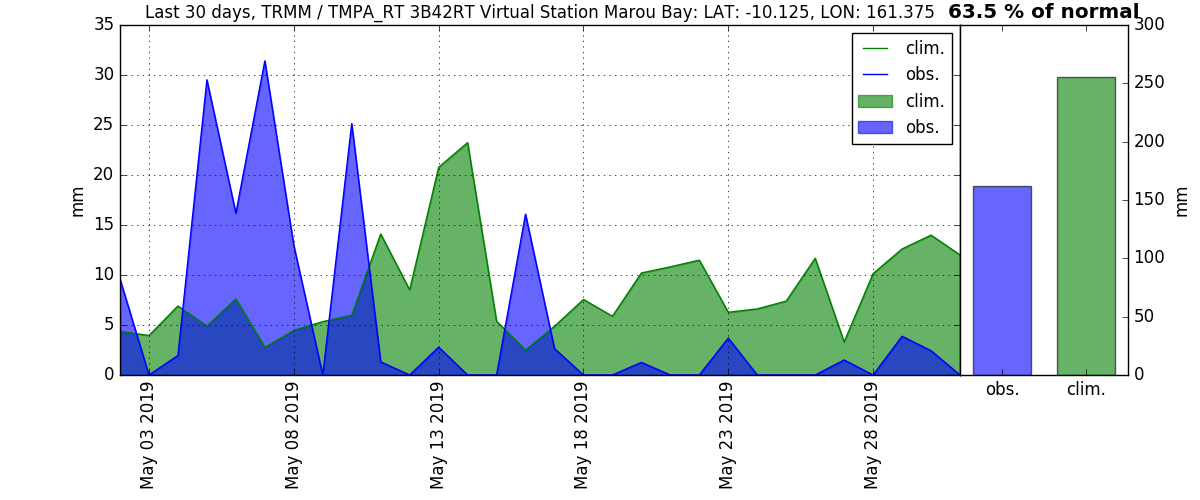 Last 30 days, TRMM / TMPA_RT 3B42RT Virtual Station Marou Bay: LAT: -10.125, LON: 161.375
63.5 % of normal
35
30
25
20
15
10
5
0
mm
clim.
obs.
clim.
obs.
May 03 2019
May 08 2019
May 13 2019
May 18 2019
May 23 2019
May 28 2019
300
250
200
150
100
50
0
mm
obs.
clim.